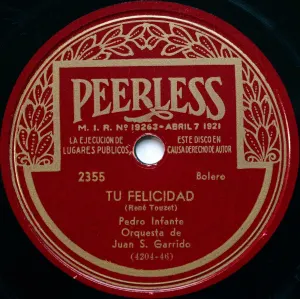 PEERLESS
M. I. R. Nº 19263-ABRIL 7 1921
LA EJECUCION DE LUGARES PUBLICOS,
ESTE DISCO EN CAUSA DERECHO DE AUTOR
2355 Bolero
TU FELICIDAD
(René Touzet)
Pedro Infante
Orquesta de
Juan S. Garrido
(4204-46)